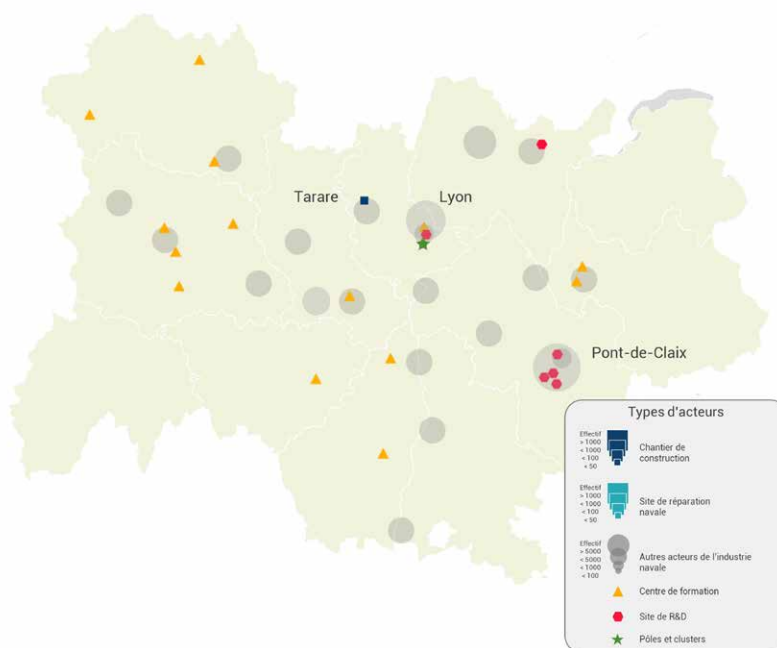 Tarare
Lyon
Pont-de-Claix
Types d'acteurs
Effectif
> 1000
< 1000
< 100
< 50
Chantier de
construction
Effectif
> 1000
< 1000
< 100
< 50
Site de réparation
navale
Effectif
> 5000
< 5000
< 1000
< 100
Autres acteurs de l'industrie
navale
Centre de formation
Site de R&D
Pôles et clusters